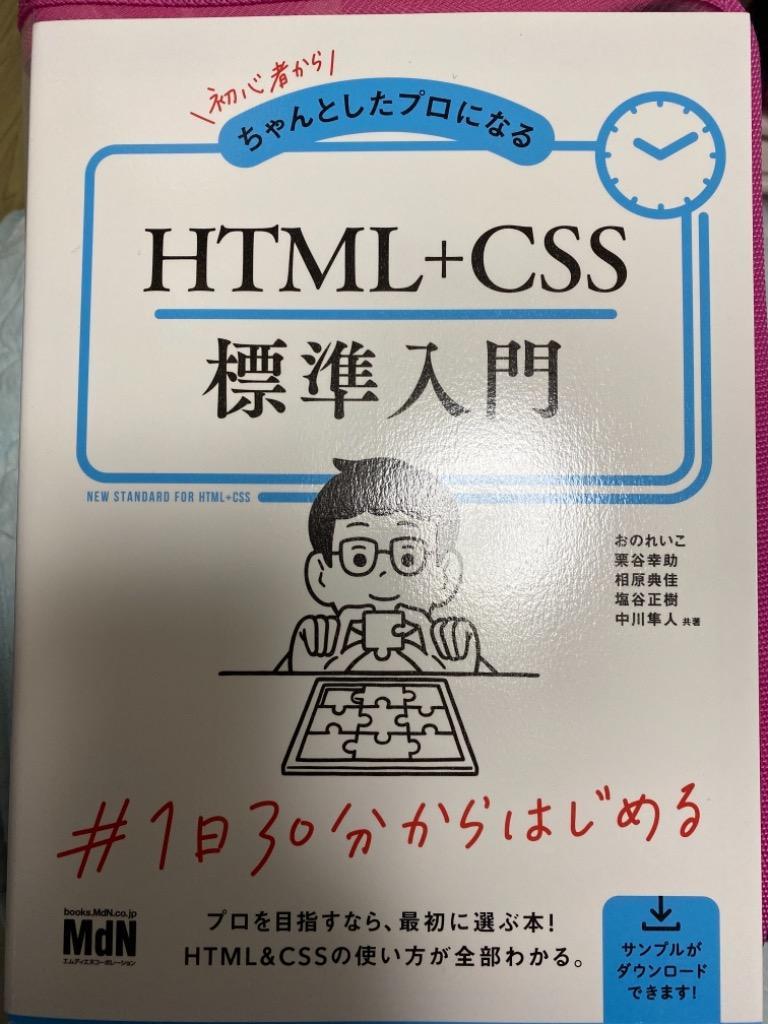 \初心者から/
ちゃんとしたプロになる
HTML+CSS
標準入門
NEW STANDARD FOR HTML+CSS
おのれいこ
栗谷幸助
相原典佳
塩谷正樹
中川隼人 共著
#1日30分からはじめる
books.MdN.co.jp
MdN
エムディエヌコーポレーション
プロを目指すなら、最初に選ぶ本!
HTML&CSSの使い方が全部わかる。
サンプルが
ダウンロード
できます!